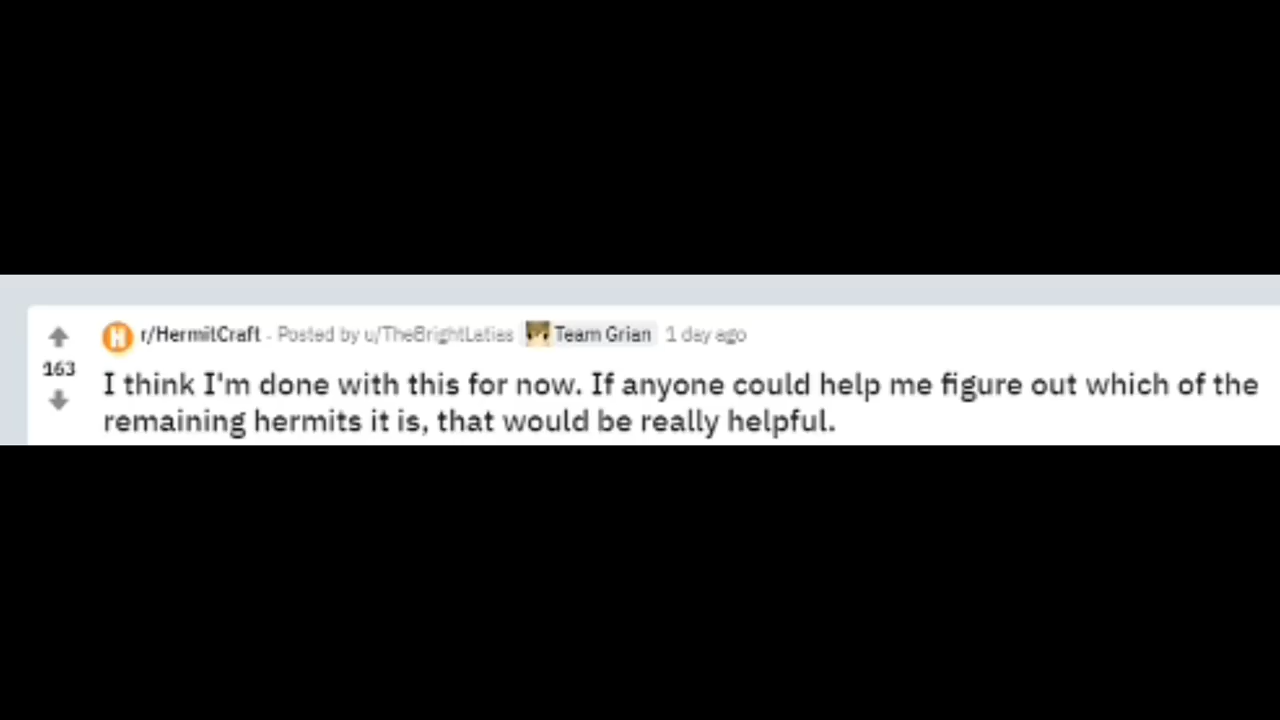 r/HermitCraft · Posted by u/TheBrightLatias Team Grian 1 day ago
163
I think I'm done with this for now. If anyone could help me figure out which of the
remaining hermits it is, that would be really helpful.